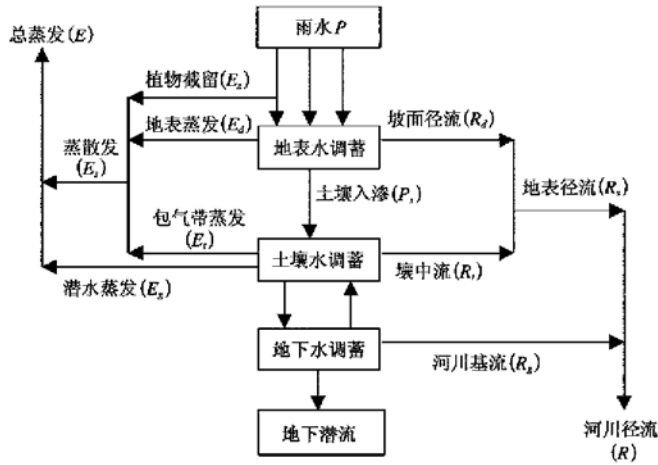 总蒸发(E)
雨水P
植物截留(Ez)
地表蒸发(Ed)
坡面径流(Rd)
地表水调蓄
蒸散发
(Es)
土壤入渗(Ps)
地表径流(Rs)
包气带蒸发
(Et)
土壤水调蓄
壤中流(Rt)
潜水蒸发(Eg)
地下水调蓄
河川基流(Rg)
地下潜流
河川径流
(R)